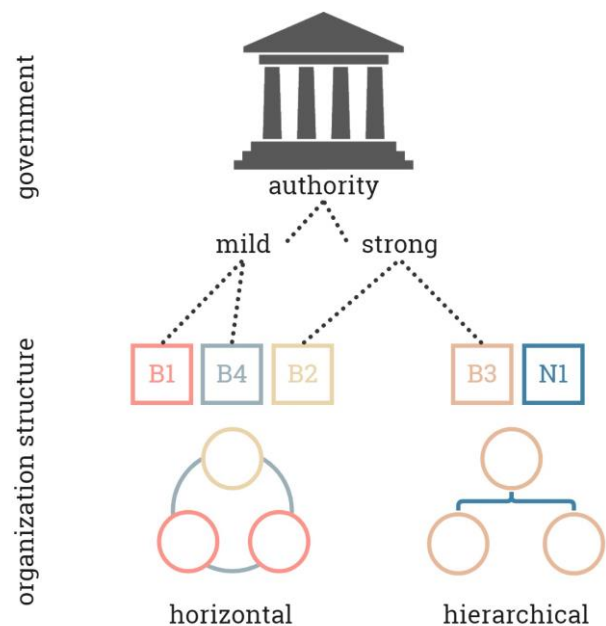 government
authority
mild
strong
organization structure
B1
B4
B2
B3
N1
horizontal
hierarchical